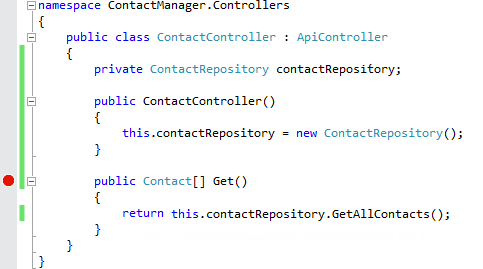 namespace ContactManager.Controllers
{
public class ContactController : ApiController
{
private ContactRepository contactRepository;
public ContactController()
{
this.contactRepository = new ContactRepository();
}
public Contact[] Get()
{
return this.contactRepository.GetAllContacts();
}
}
}